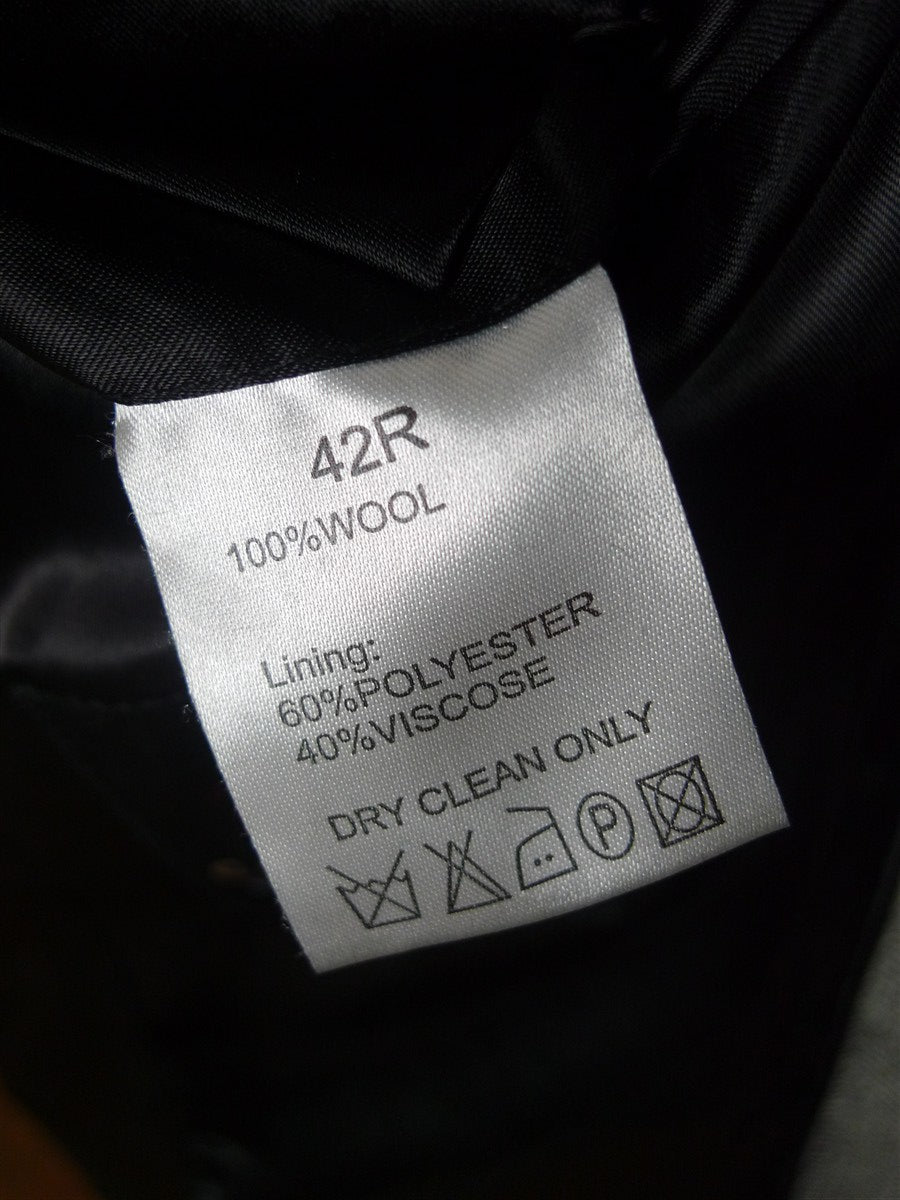 42R
100%WOOL
Lining:
60%POLYESTER
40%VISCOSE
DRY CLEAN ONLY
P